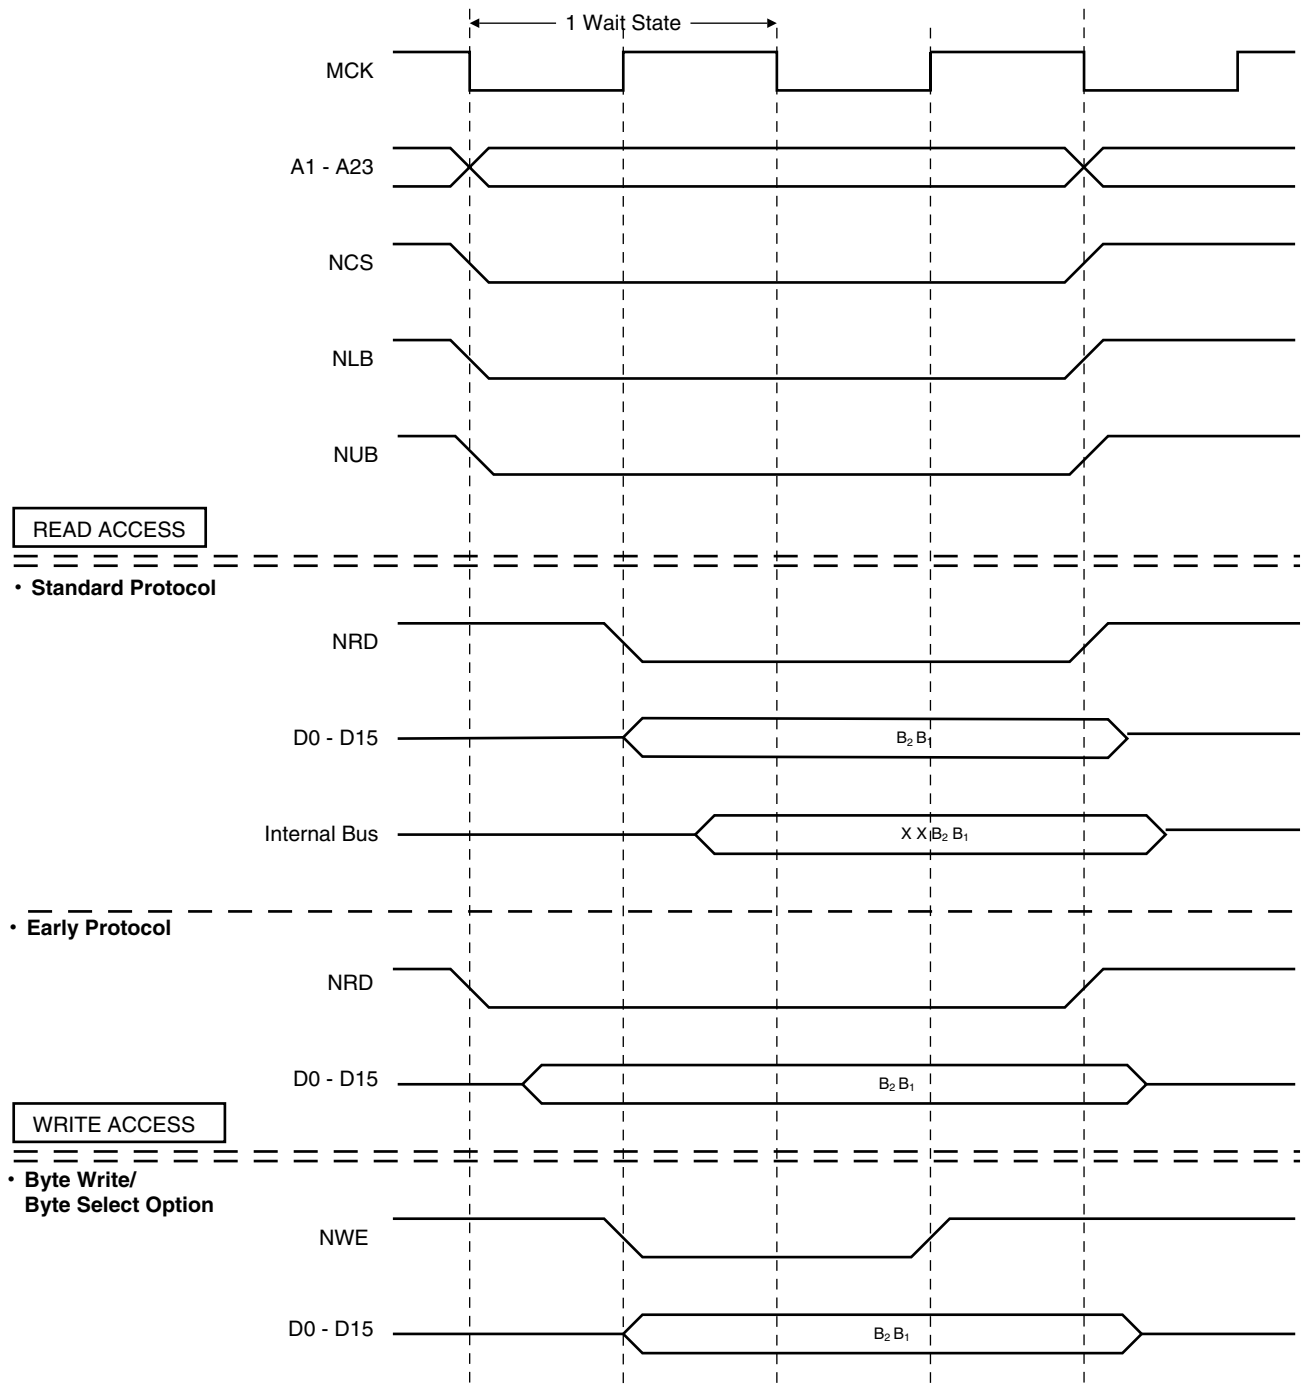 1 Wait State
MCK
A1 - A23
NCS
NLB
NUB
READ ACCESS
• Standard Protocol
NRD
D0 - D15
B₂ B₁
Internal Bus
X X B₂ B₁
• Early Protocol
NRD
D0 - D15
B₂ B₁
WRITE ACCESS
• Byte Write/
Byte Select Option
NWE
D0 - D15
B₂ B₁